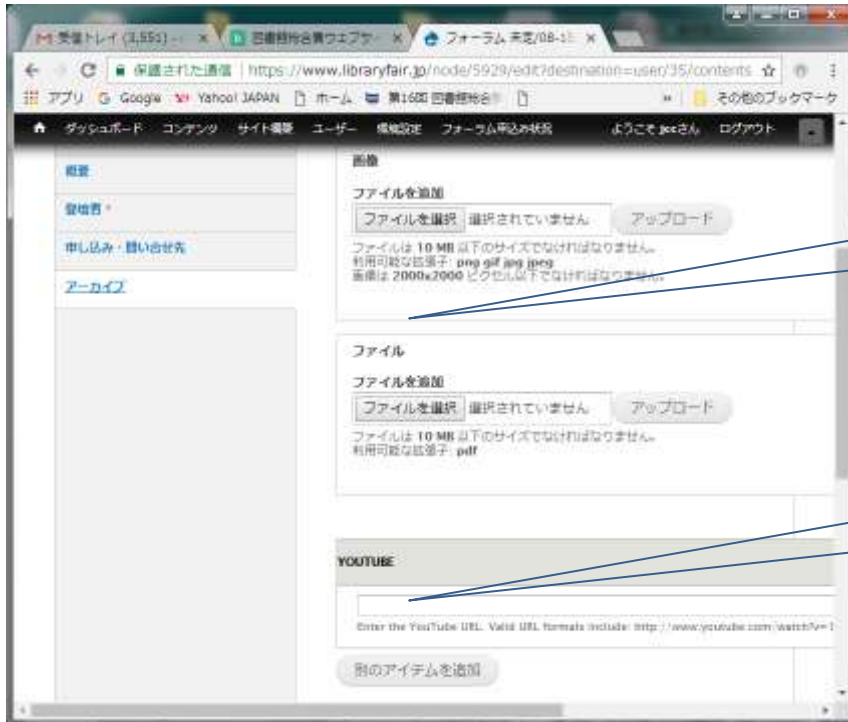 受信トレイ (3,551) -
図書館総合展ウエブサ-
フォーラム 未定/08-1
保護された通信 https://www.libraryfair.jp/node/5929/edit?destination=user/35/contents
アプリ Google Yahoo! JAPAN ホーム 第16回 図書館総合 » その他のブックマーク
ダッシュボード コンテンツ サイト構築 ユーザー 環境設定 フォーラム申込み状況 ようこそ jccさん ログアウト
概要
登壇者 *
申し込み・問い合せ先
アーカイブ
画像
ファイルを追加
ファイルを選択 選択されていません アップロード
ファイルは 10 MB 以下のサイズでなければなりません。
利用可能な拡張子: png gif jpg jpeg
画像は 2000x2000 ピクセル以下でなければなりません。
ファイル
ファイルを追加
ファイルを選択 選択されていません アップロード
ファイルは 10 MB 以下のサイズでなければなりません。
利用可能な拡張子: pdf
YOUTUBE
Enter the YouTube URL. Valid URL formats include: http://www.youtube.com/watch?v=1
別のアイテムを追加